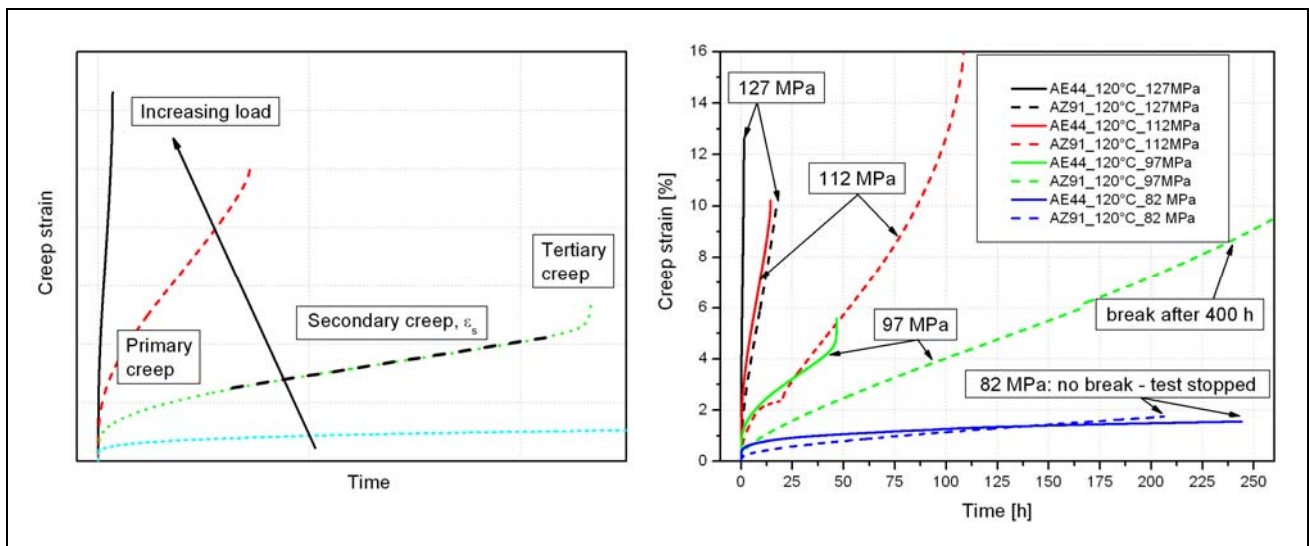 Increasing load
Tertiary
creep
Secondary creep, εs
Primary
creep
Creep strain
Time
16
14
12
10
8
6
4
2
0
Creep strain [%]
127 MPa
112 MPa
97 MPa
AE44_120°C_127MPa
AZ91_120°C_127MPa
AE44_120°C_112MPa
AZ91_120°C_112MPa
AE44_120°C_97MPa
AZ91_120°C_97MPa
AE44_120°C_82 MPa
AZ91_120°C_82 MPa
break after 400 h
82 MPa: no break - test stopped
0 25 50 75 100 125 150 175 200 225 250
Time [h]